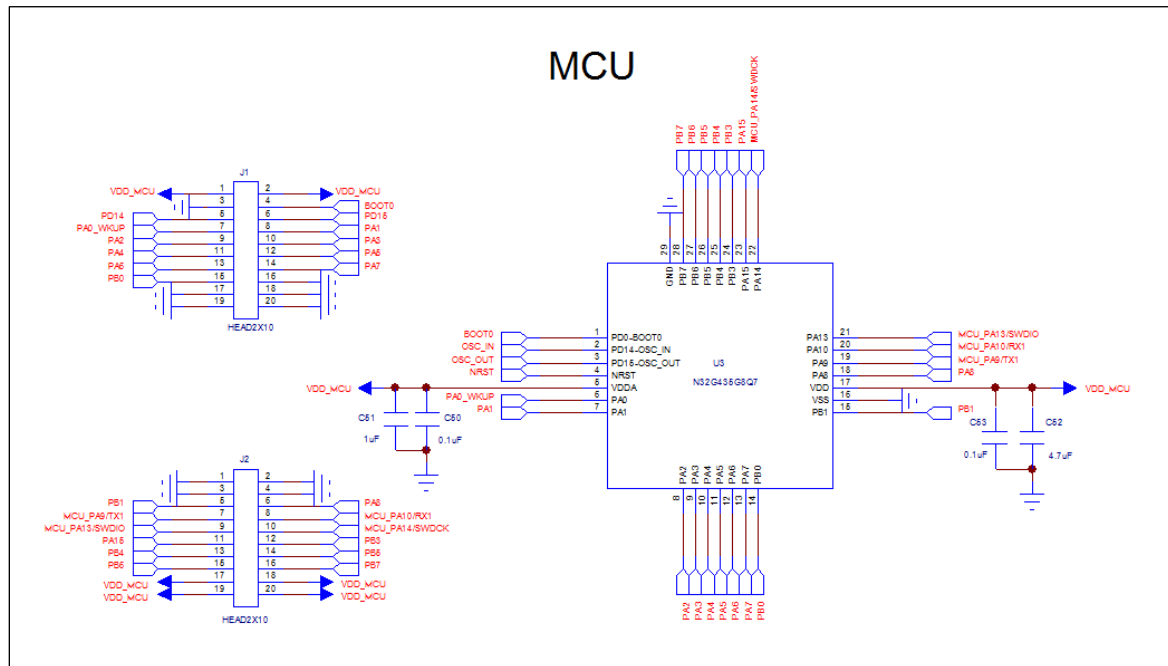 MCU
PB7
PB6
PB5
PB4
PB3
PA15
MCU_PA14/SWDCK
J1
VDD_MCU 1 2 VDD_MCU
3 4 BOOT0
PD14 5 6 PD15
PA0_WKUP 7 8 PA1
PA2 9 10 PA3
PA4 11 12 PA5
PA6 13 14 PA7
PB0 15 16
17 18
19 20
HEAD2X10
29 28 27 26 25 24 23 22
GND PB7 PB6 PB5 PB4 PB3 PA15 PA14
BOOT0 1 PD0-BOOT0
OSC_IN 2 PD14-OSC_IN
OSC_OUT 3 PD15-OSC_OUT
NRST 4 NRST
VDD_MCU 5 VDDA
PA0_WKUP 6 PA0
PA1 7 PA1
U3
N32G435G8Q7
PA13 21 MCU_PA13/SWDIO
PA10 20 MCU_PA10/RX1
PA9 19 MCU_PA9/TX1
PA8 18 PA8
VDD 17 VDD_MCU
VSS 16
PB1 15 PB1
C51
1uF
C50
0.1uF
C53
0.1uF
C52
4.7uF
PA2 PA3 PA4 PA5 PA6 PA7 PB0
8 9 10 11 12 13 14
PA2
PA3
PA4
PA5
PA6
PA7
PB0
J2
1 2
3 4
PB1 5 6 PA8
MCU_PA9/TX1 7 8 MCU_PA10/RX1
MCU_PA13/SWDIO 9 10 MCU_PA14/SWDCK
PA15 11 12 PB3
PB4 13 14 PB5
PB6 15 16 PB7
VDD_MCU 17 18 VDD_MCU
VDD_MCU 19 20 VDD_MCU
HEAD2X10